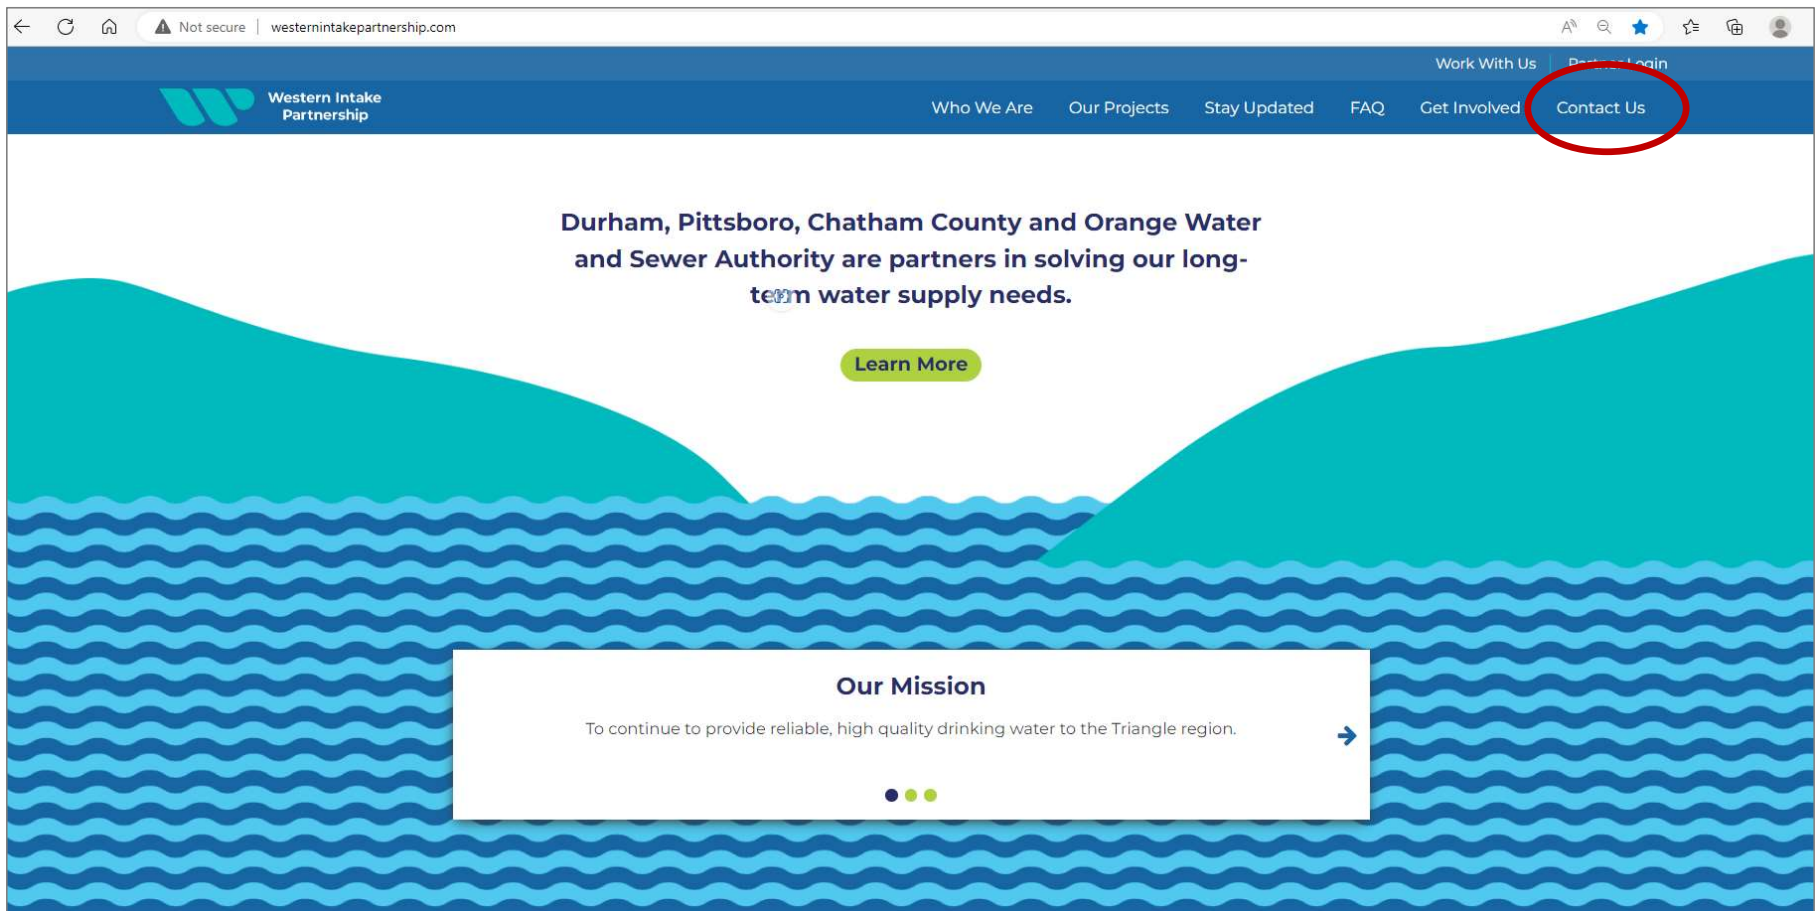 Not secure westernintakepartnership.com
Work With Us Partner Login
Western Intake
Partnership
Who We Are Our Projects Stay Updated FAQ Get Involved Contact Us
Durham, Pittsboro, Chatham County and Orange Water
and Sewer Authority are partners in solving our long-
term water supply needs.
Learn More
Our Mission
To continue to provide reliable, high quality drinking water to the Triangle region.